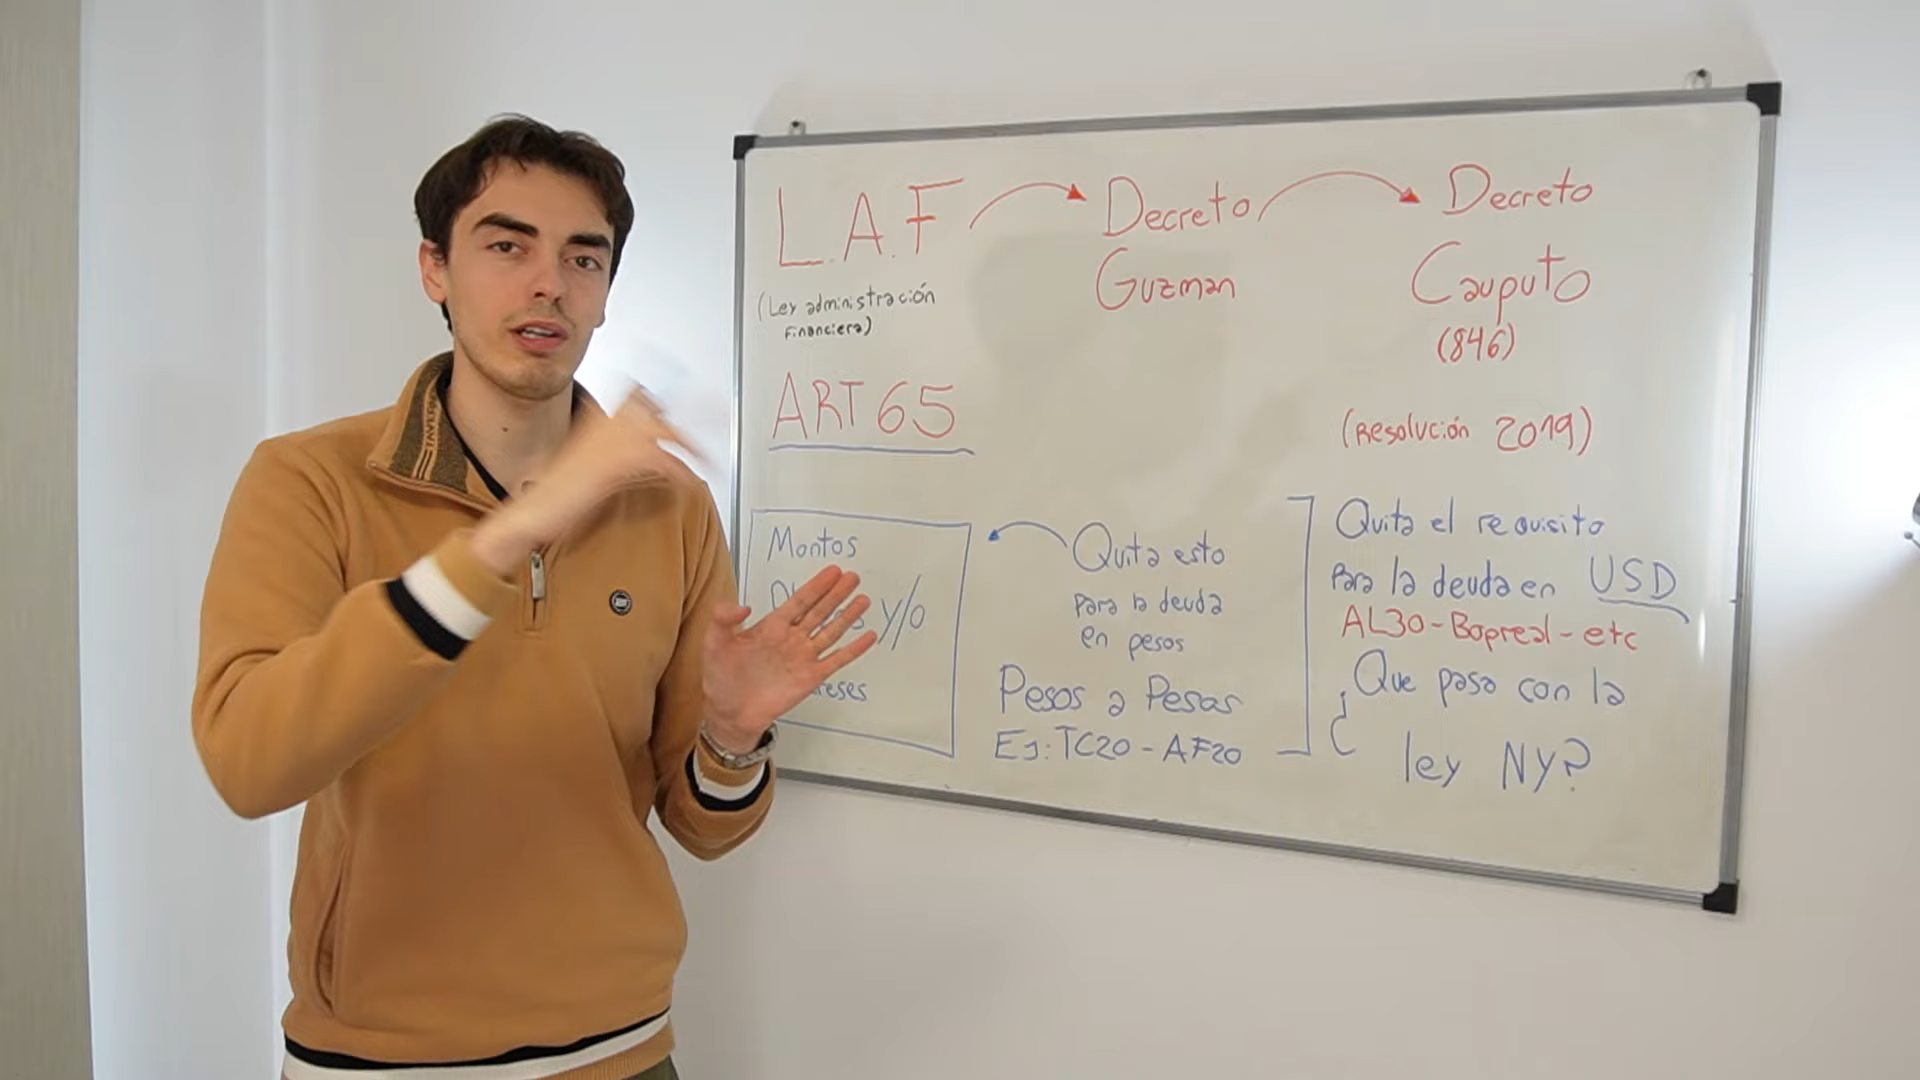 L.A.F
(Ley administración
Financiera)
ART 65
Montos
y/o
Decreto
Guzman
Quita esto
para la deuda
en pesos
Pesos a Pesos
Ej: TC20 - AF20
Decreto
Cauputo
(846)
(Resolución 2019)
Quita el requisito
para la deuda en USD
AL30 - Bopreal - etc
¿Que pasa con la
ley NY?